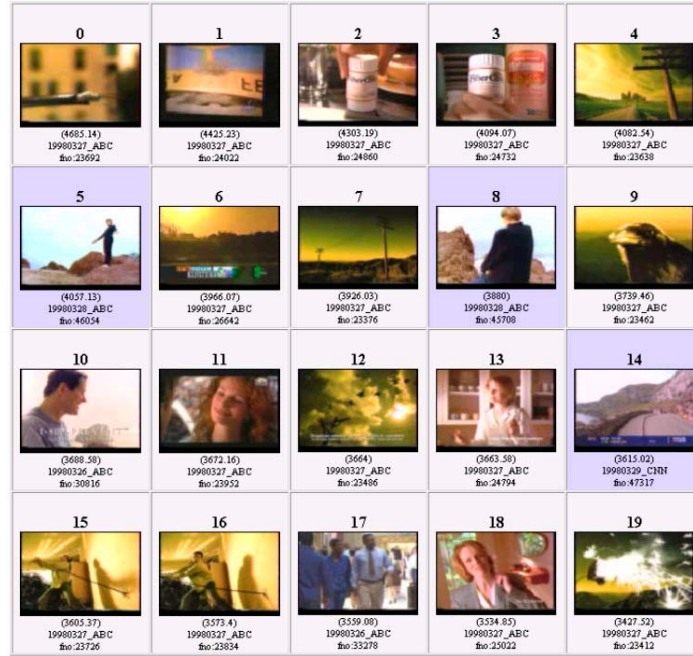 0 1 2 3 4
(4685.14) (4425.23) (4303.19) (4094.07) (4082.54)
19980327_ABC 19980327_ABC 19980327_ABC 19980327_ABC 19980327_ABC
fno:23692 fno:24022 fno:24860 fno:24732 fno:23638
5 6 7 8 9
(4057.13) (3966.07) (3926.03) (3880) (3739.46)
19980328_ABC 19980327_ABC 19980327_ABC 19980328_ABC 19980327_ABC
fno:46054 fno:26642 fno:23376 fno:45708 fno:23462
10 11 12 13 14
(3688.58) (3672.16) (3664) (3663.58) (3615.02)
19980326_ABC 19980327_ABC 19980327_ABC 19980327_ABC 19980329_CNN
fno:30816 fno:23952 fno:23486 fno:24794 fno:47317
15 16 17 18 19
(3605.37) (3573.4) (3559.08) (3534.85) (3427.52)
19980327_ABC 19980327_ABC 19980326_ABC 19980327_ABC 19980327_ABC
fno:23726 fno:23834 fno:33278 fno:25022 fno:23412